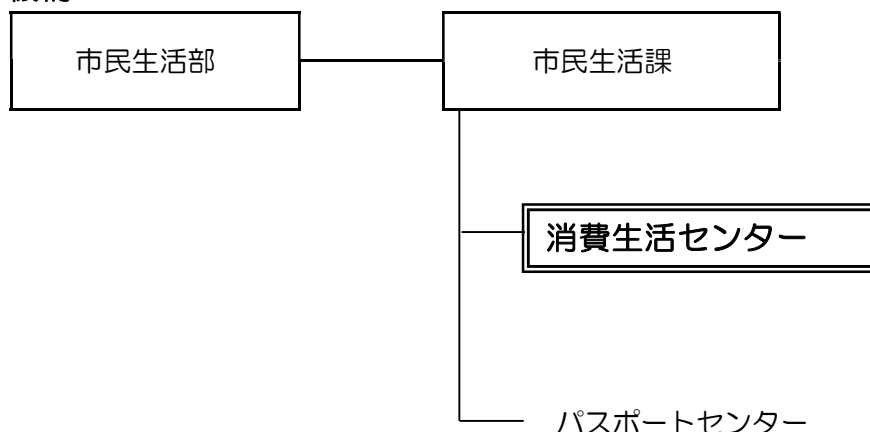 市民生活部
市民生活課
消費生活センター
パスポートセンター